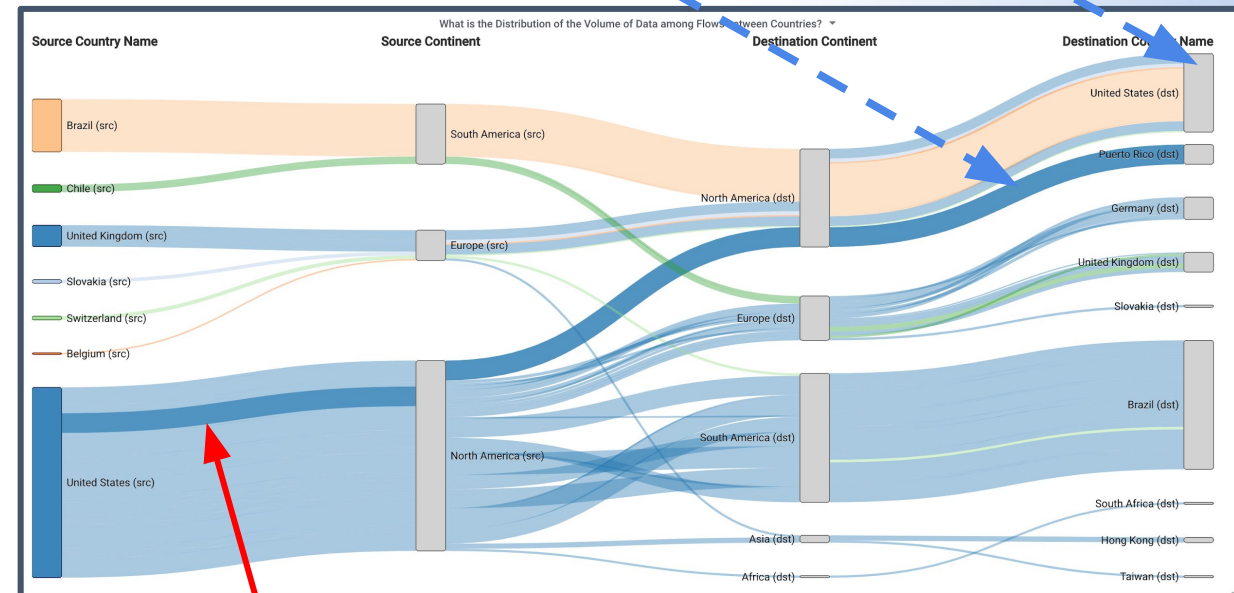 What is the Distribution of the Volume of Data among Flows between Countries?
Source Country Name
Source Continent
Destination Continent
Destination Country Name
Brazil (src)
Chile (src)
United Kingdom (src)
Slovakia (src)
Switzerland (src)
Belgium (src)
United States (src)
South America (src)
Europe (src)
North America (src)
North America (dst)
Europe (dst)
South America (dst)
Asia (dst)
Africa (dst)
United States (dst)
Puerto Rico (dst)
Germany (dst)
United Kingdom (dst)
Slovakia (dst)
Brazil (dst)
South Africa (dst)
Hong Kong (dst)
Taiwan (dst)